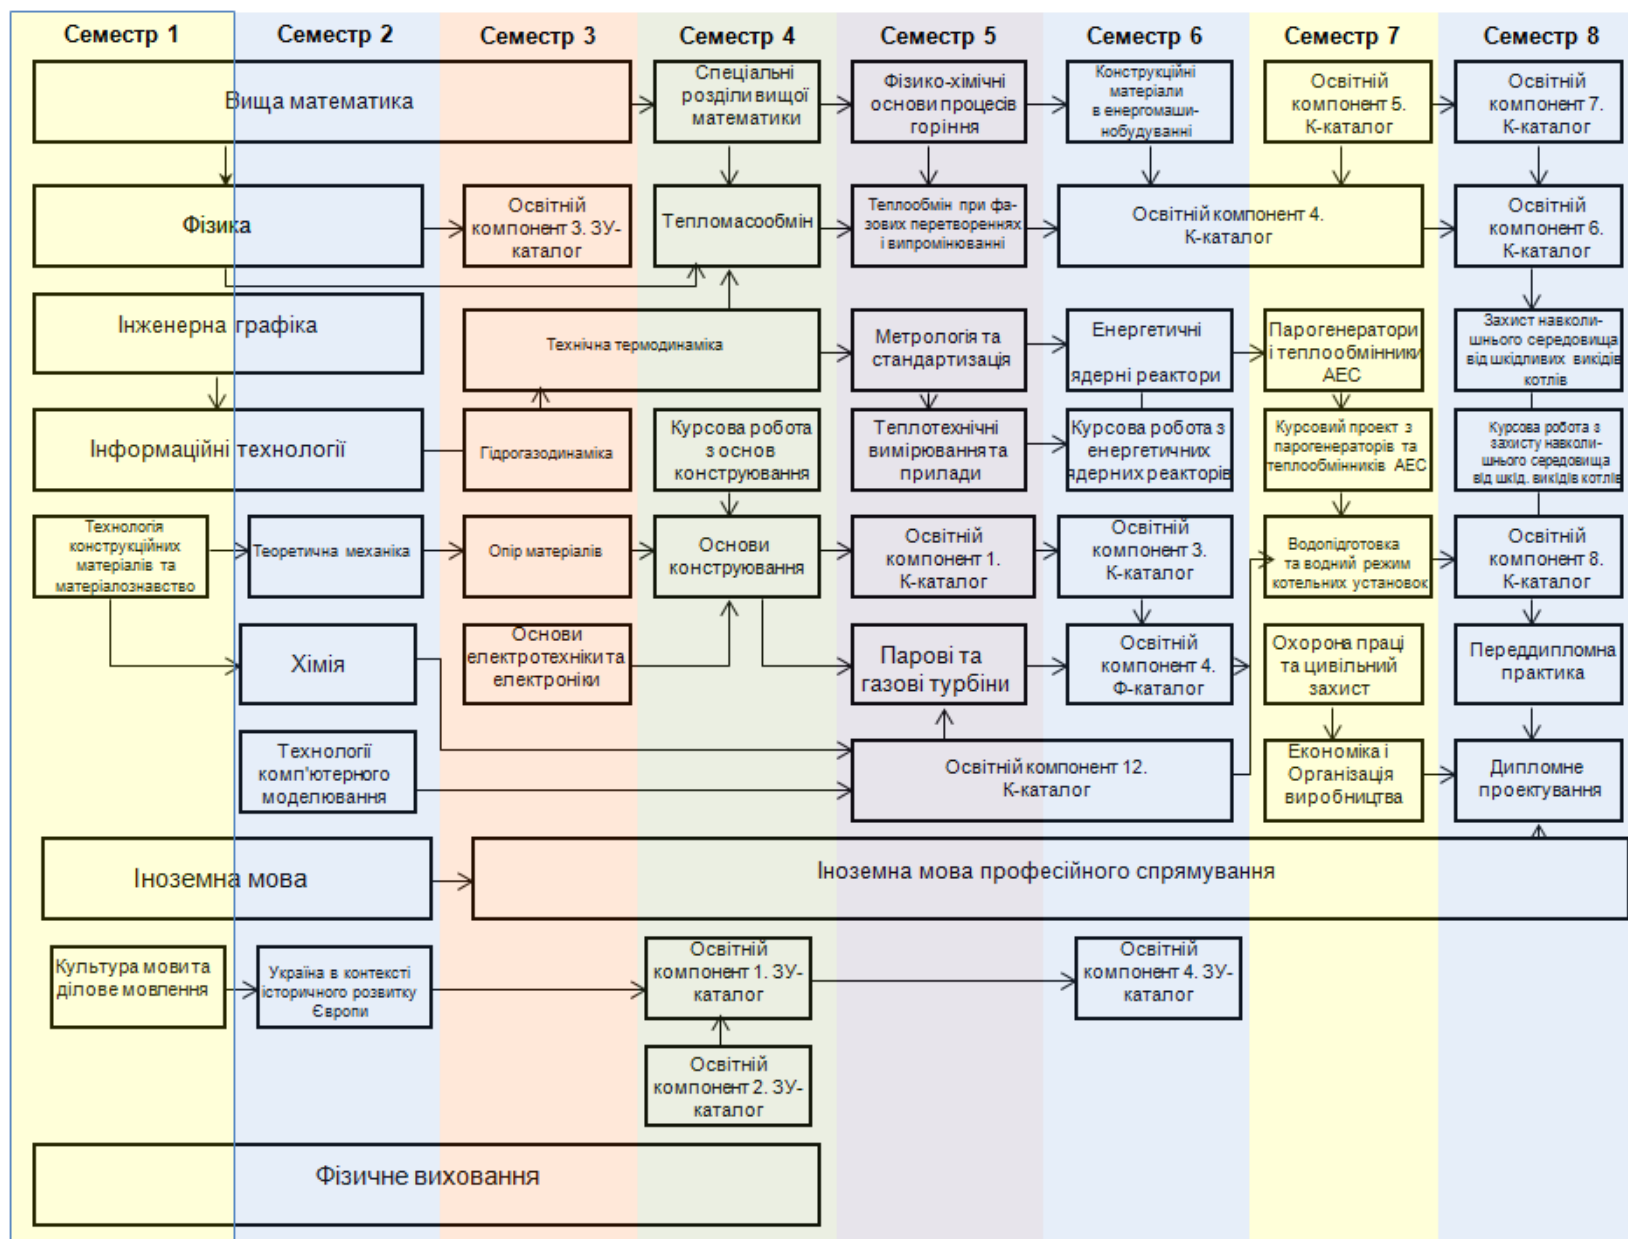 Семестр 1
Семестр 2
Семестр 3
Семестр 4
Семестр 5
Семестр 6
Семестр 7
Семестр 8
Вища математика
Спеціальні
розділи вищої
математики
Фізико-хімічні
основи процесів
горіння
Конструкційні
матеріали
в енергомаши-
нобудуванні
Освітній
компонент 5.
К-каталог
Освітній
компонент 7.
К-каталог
Фізика
Освітній
компонент 3. ЗУ-
каталог
Тепломасообмін
Теплообмін при фа-
зових перетвореннях
і випромінюванні
Освітній компонент 4.
К-каталог
Освітній
компонент 6.
К-каталог
Інженерна графіка
Технічна термодинаміка
Метрологія та
стандартизація
Енергетичні
ядерні реактори
Парогенератори
і теплообмінники
АЕС
Захист навколи-
шнього середовища
від шкідливих викідів
котлів
Інформаційні технології
Гідрогазодинаміка
Курсова робота
з основ
конструювання
Теплотехнічні
вимірювання та
прилади
Курсова робота з
енергетичних
ядерних реакторів
Курсовий проект з
парогенераторів та
теплообмінників АЕС
Курсова робота з
захисту навколи-
шнього середовища
від шкід. викідів котлів
Технологія
конструкційних
матеріалів та
матеріалознавство
Теоретична механіка
Опір матеріалів
Основи
конструювання
Освітній
компонент 1.
К-каталог
Освітній
компонент 3.
К-каталог
Водопідготовка
та водний режим
котельних установок
Освітній
компонент 8.
К-каталог
Хімія
Основи
електротехніки та
електроніки
Парові та
газові турбіни
Освітній
компонент 4.
Ф-каталог
Охорона праці
та цивільний
захист
Переддипломна
практика
Технології
комп'ютерного
моделювання
Освітній компонент 12.
К-каталог
Економіка і
Організація
виробництва
Дипломне
проектування
Іноземна мова
Іноземна мова професійного спрямування
Культура мови та
ділове мовлення
Україна в контексті
історичного розвитку
Європи
Освітній
компонент 1. ЗУ-
каталог
Освітній
компонент 4. ЗУ-
каталог
Освітній
компонент 2. ЗУ-
каталог
Фізичне виховання